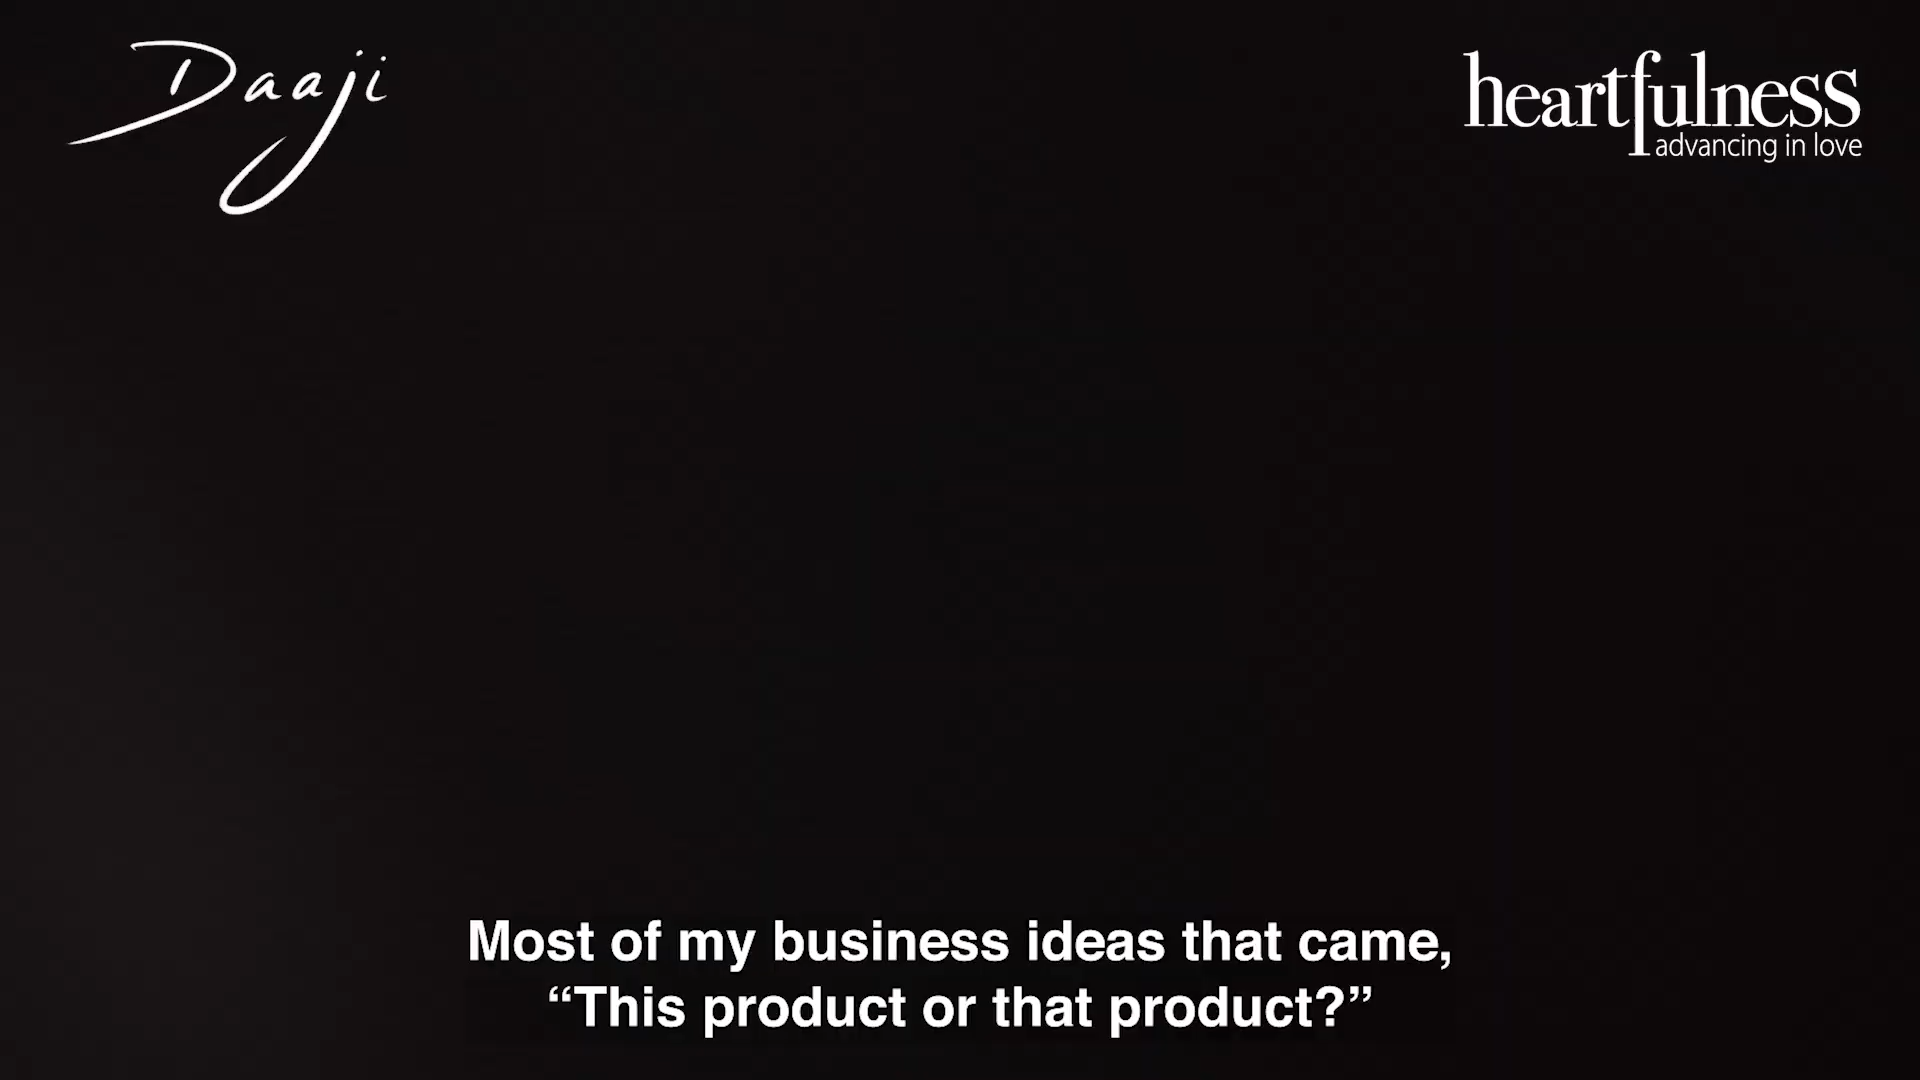 Daaji
heartfulness
advancing in love
Most of my business ideas that came,
“This product or that product?”